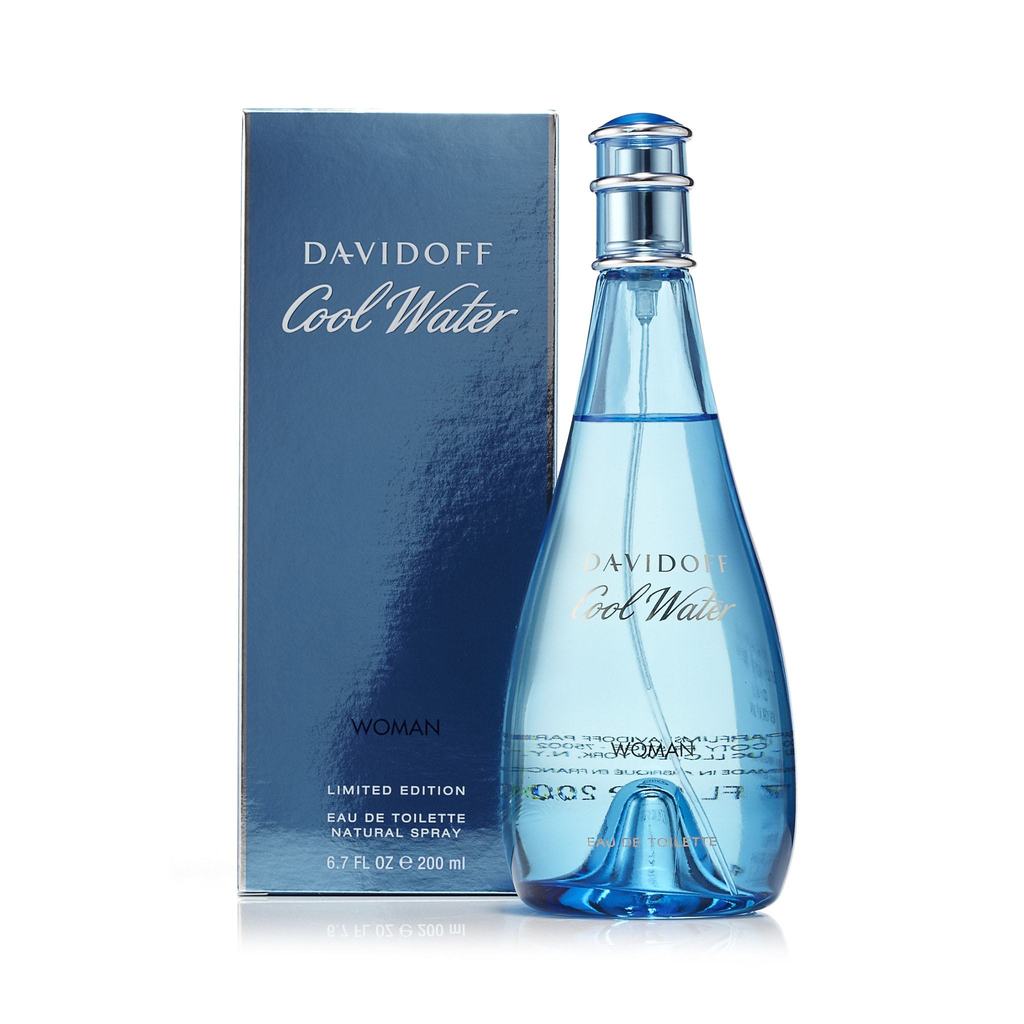 DAVIDOFF
Cool Water
WOMAN
LIMITED EDITION
EAU DE TOILETTE
NATURAL SPRAY
6.7 FL OZ e 200 ml
DAVIDOFF
Cool Water
WOMAN
EAU DE TOILETTE